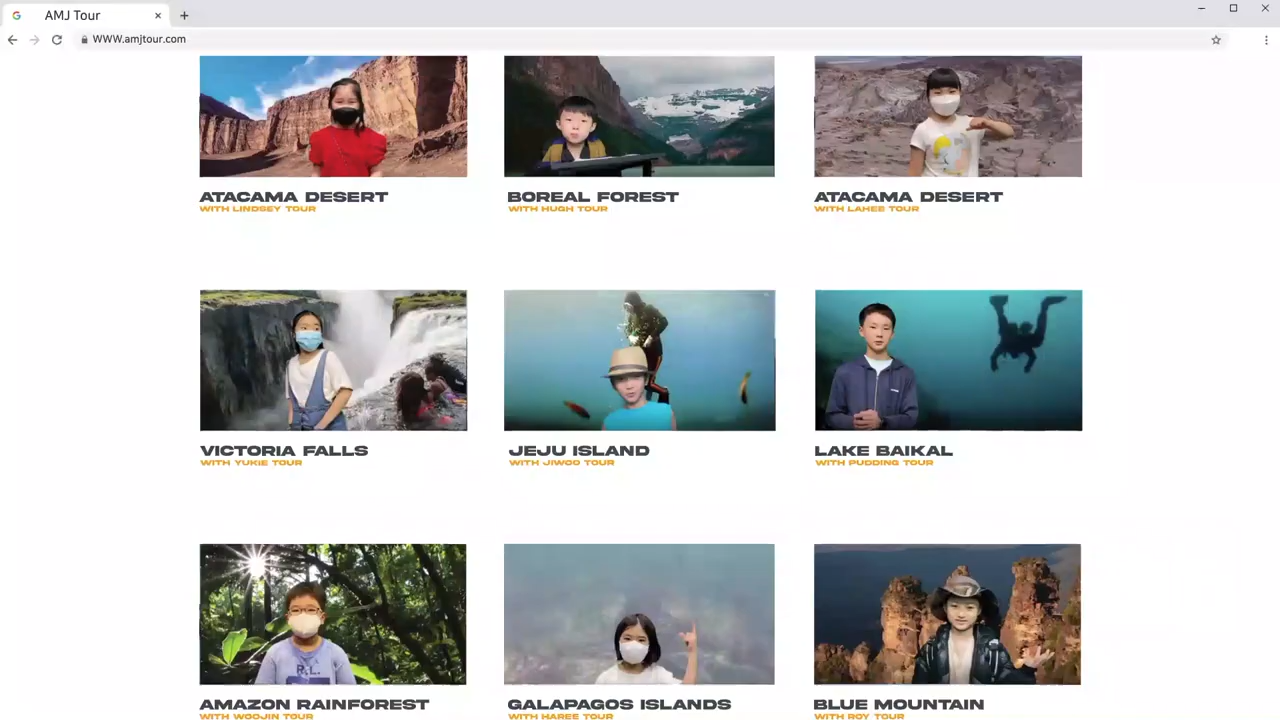 AMJ Tour
WWW.amjtour.com
ATACAMA DESERT
WITH LINDSEY TOUR
BOREAL FOREST
WITH HUGH TOUR
ATACAMA DESERT
WITH LAHEE TOUR
VICTORIA FALLS
WITH YUKIE TOUR
JEJU ISLAND
WITH JIWOO TOUR
LAKE BAIKAL
WITH PUDDING TOUR
R.L.
AMAZON RAINFOREST
WITH WOOJIN TOUR
GALAPAGOS ISLANDS
WITH HAREE TOUR
BLUE MOUNTAIN
WITH ROY TOUR